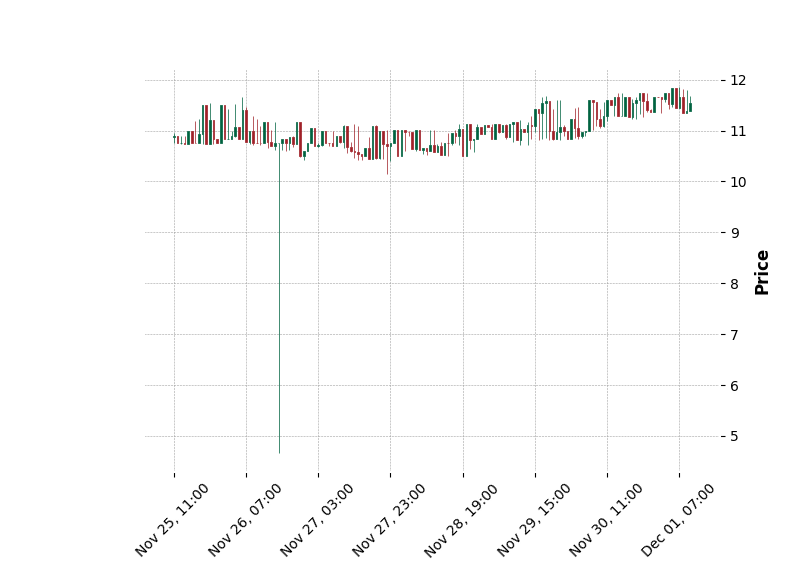 12
11
10
9
8
7
6
5
Price
Nov 25, 11:00
Nov 26, 07:00
Nov 27, 03:00
Nov 27, 23:00
Nov 28, 19:00
Nov 29, 15:00
Nov 30, 11:00
Dec 01, 07:00